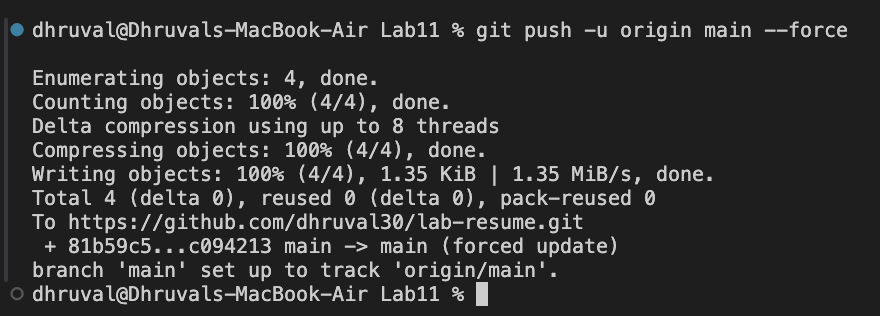 dhruval@Dhruvals-MacBook-Air Lab11 % git push -u origin main --force
Enumerating objects: 4, done.
Counting objects: 100% (4/4), done.
Delta compression using up to 8 threads
Compressing objects: 100% (4/4), done.
Writing objects: 100% (4/4), 1.35 KiB | 1.35 MiB/s, done.
Total 4 (delta 0), reused 0 (delta 0), pack-reused 0
To https://github.com/dhruval30/lab-resume.git
 + 81b59c5...c094213 main -> main (forced update)
branch 'main' set up to track 'origin/main'.
dhruval@Dhruvals-MacBook-Air Lab11 %